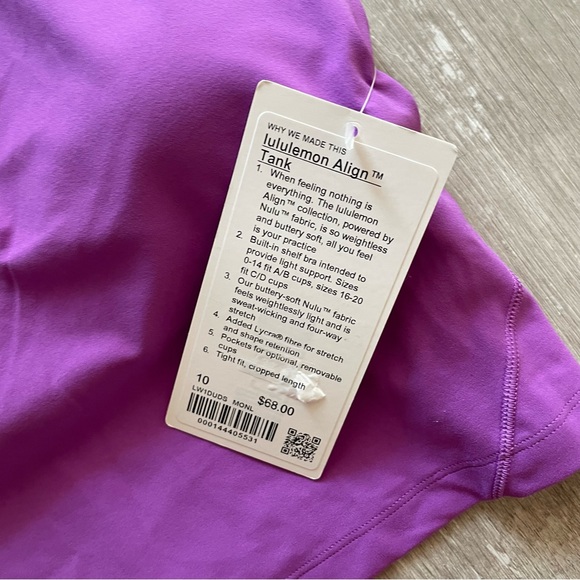 WHY WE MADE THIS
lululemon Align™
Tank
1. When feeling nothing is
everything. The lululemon
Align™ collection, powered by
Nulu™ fabric, is so weightless
and buttery soft, all you feel
is your practice
2. Built-in shelf bra intended to
provide light support. Sizes
0-14 fit A/B cups, sizes 16-20
fit C/D cups
3. Our buttery-soft Nulu™ fabric
feels weightlessly light and is
sweat-wicking and four-way
stretch
4. Added Lycra® fibre for stretch
and shape retention
5. Pockets for optional, removable
cups
6. Tight fit, cropped length
10 $68.00
LW1DUDS MONL
000144405531